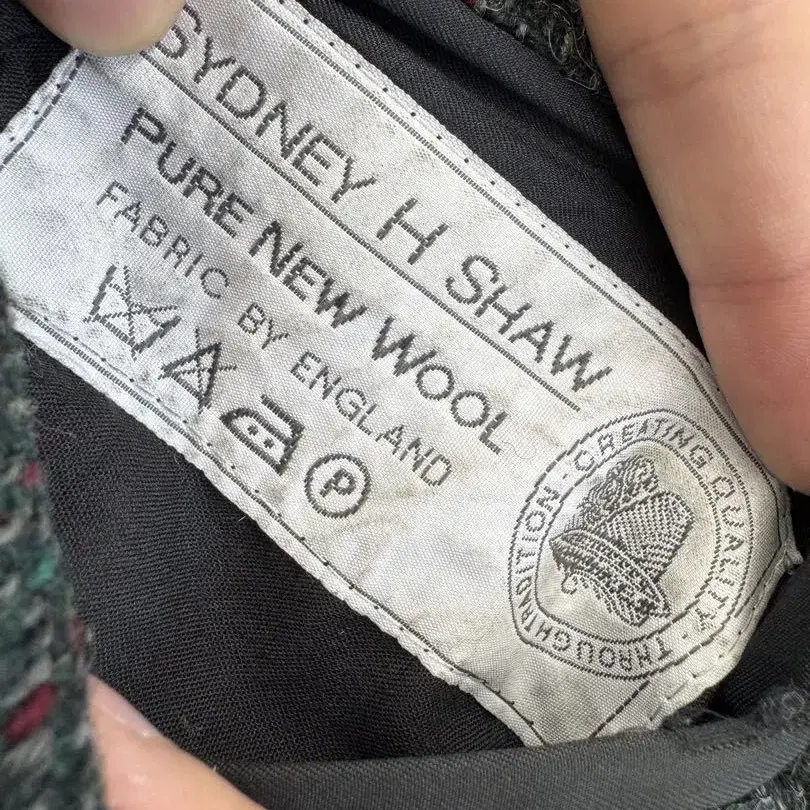 SYDNEY H SHAW
PURE NEW WOOL
FABRIC BY ENGLAND
P
CREATING QUALITY · THROUGH TRADITION ·